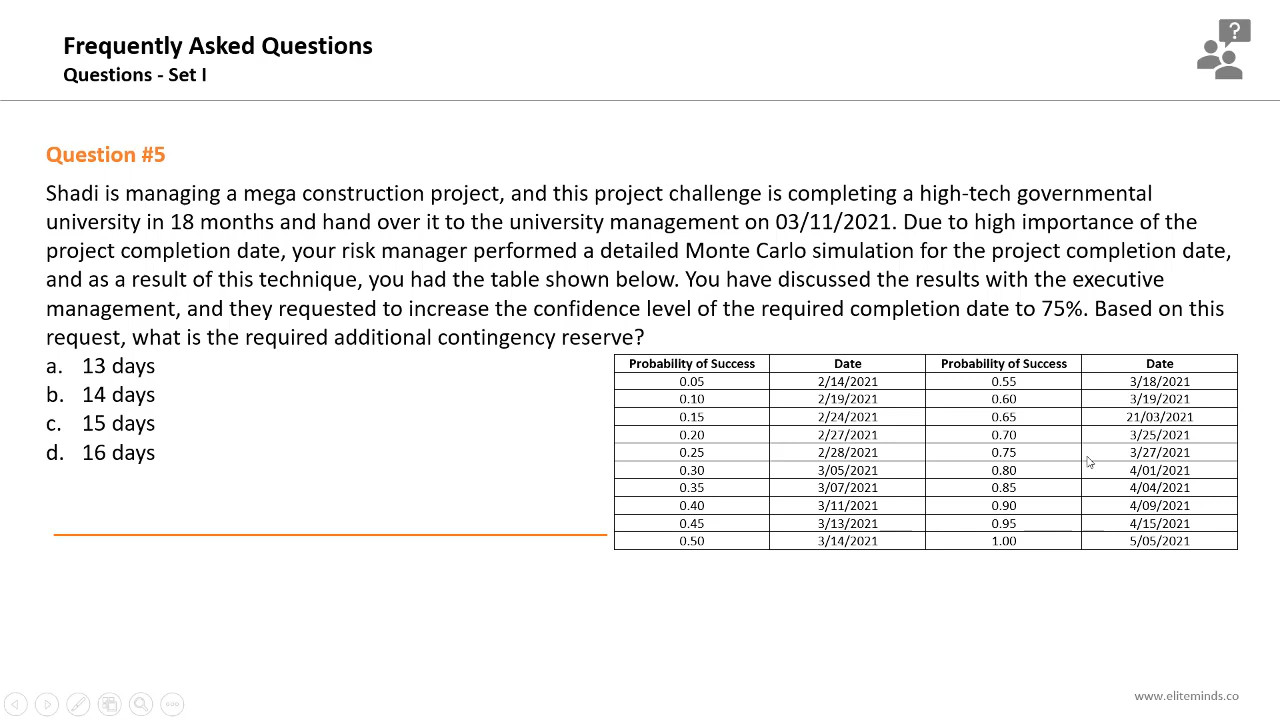 Frequently Asked Questions
Questions - Set I
?
Question #5
Shadi is managing a mega construction project, and this project challenge is completing a high-tech governmental
university in 18 months and hand over it to the university management on 03/11/2021. Due to high importance of the
project completion date, your risk manager performed a detailed Monte Carlo simulation for the project completion date,
and as a result of this technique, you had the table shown below. You have discussed the results with the executive
management, and they requested to increase the confidence level of the required completion date to 75%. Based on this
request, what is the required additional contingency reserve?
a. 13 days
b. 14 days
c. 15 days
d. 16 days
Probability of Success Date Probability of Success Date
0.05 2/14/2021 0.55 3/18/2021
0.10 2/19/2021 0.60 3/19/2021
0.15 2/24/2021 0.65 21/03/2021
0.20 2/27/2021 0.70 3/25/2021
0.25 2/28/2021 0.75 3/27/2021
0.30 3/05/2021 0.80 4/01/2021
0.35 3/07/2021 0.85 4/04/2021
0.40 3/11/2021 0.90 4/09/2021
0.45 3/13/2021 0.95 4/15/2021
0.50 3/14/2021 1.00 5/05/2021
www.eliteminds.co